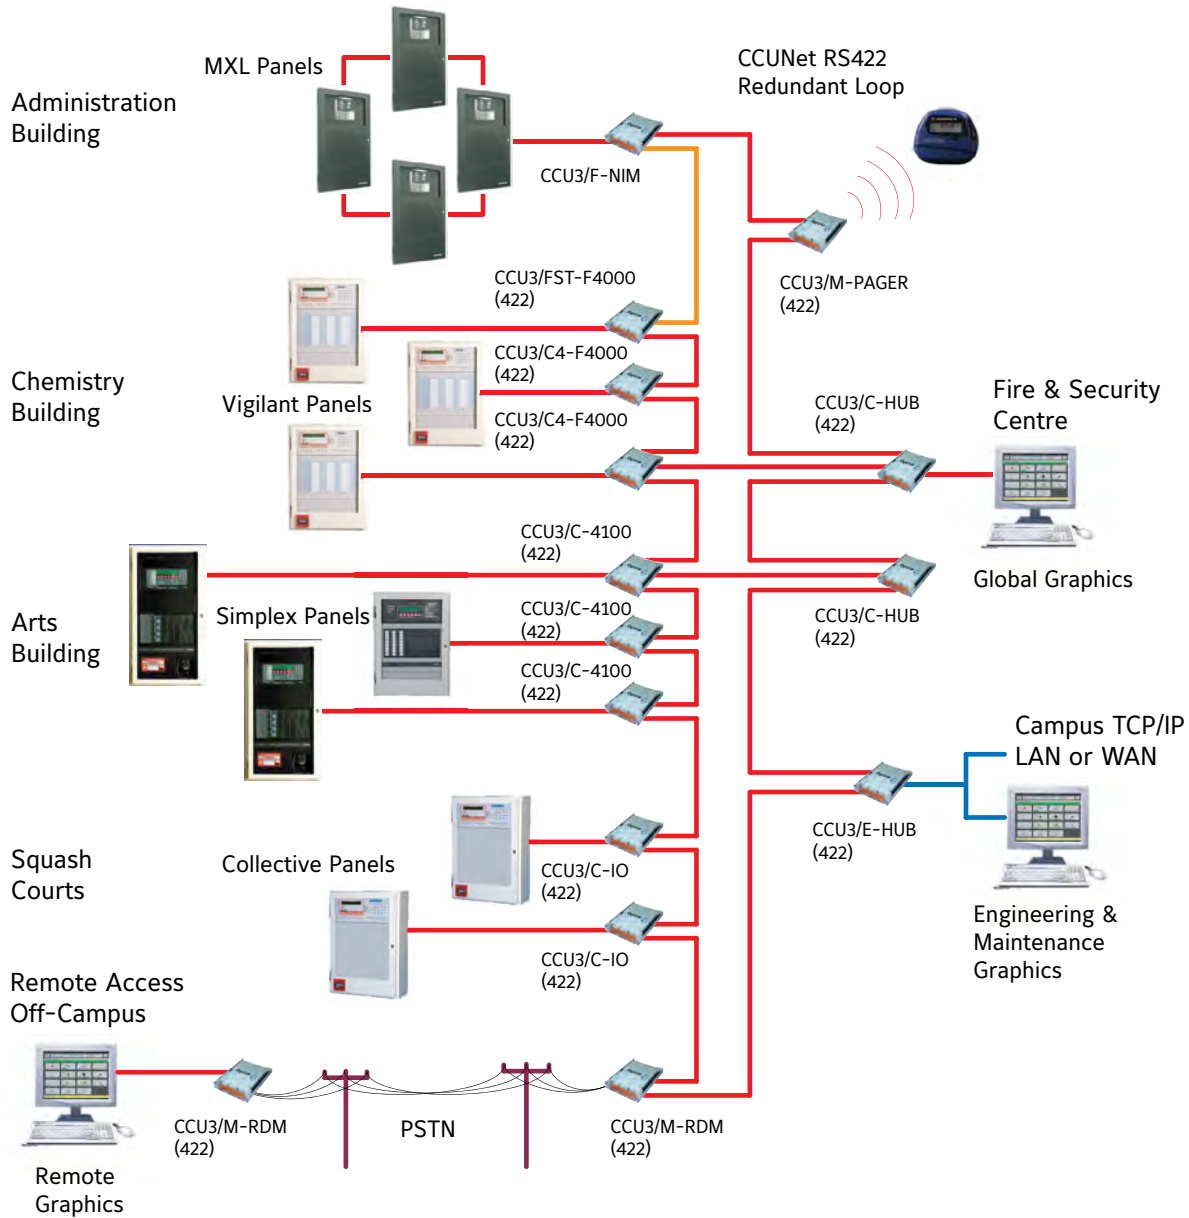 MXL Panels
CCUNet RS422
Redundant Loop
Administration
Building
CCU3/F-NIM
CCU3/FST-F4000
(422)
CCU3/M-PAGER
(422)
CCU3/C4-F4000
(422)
Chemistry
Building
Vigilant Panels
CCU3/C4-F4000
(422)
CCU3/C-HUB
(422)
Fire & Security
Centre
CCU3/C-4100
(422)
Global Graphics
Arts
Building
Simplex Panels
CCU3/C-4100
(422)
CCU3/C-HUB
(422)
CCU3/C-4100
(422)
Campus TCP/IP
LAN or WAN
CCU3/E-HUB
(422)
Squash
Courts
Collective Panels
CCU3/C-IO
(422)
Engineering &
Maintenance
Graphics
CCU3/C-IO
(422)
Remote Access
Off-Campus
CCU3/M-RDM
(422)
PSTN
CCU3/M-RDM
(422)
Remote
Graphics